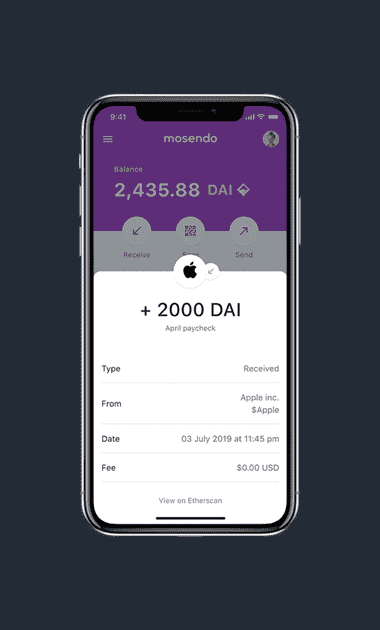 9:41
mosendo
Balance
2,435.88 DAI
Receive
Send
+ 2000 DAI
April paycheck
Type
Received
From
Apple inc.
$Apple
Date
03 July 2019 at 11:45 pm
Fee
$0.00 USD
View on Etherscan